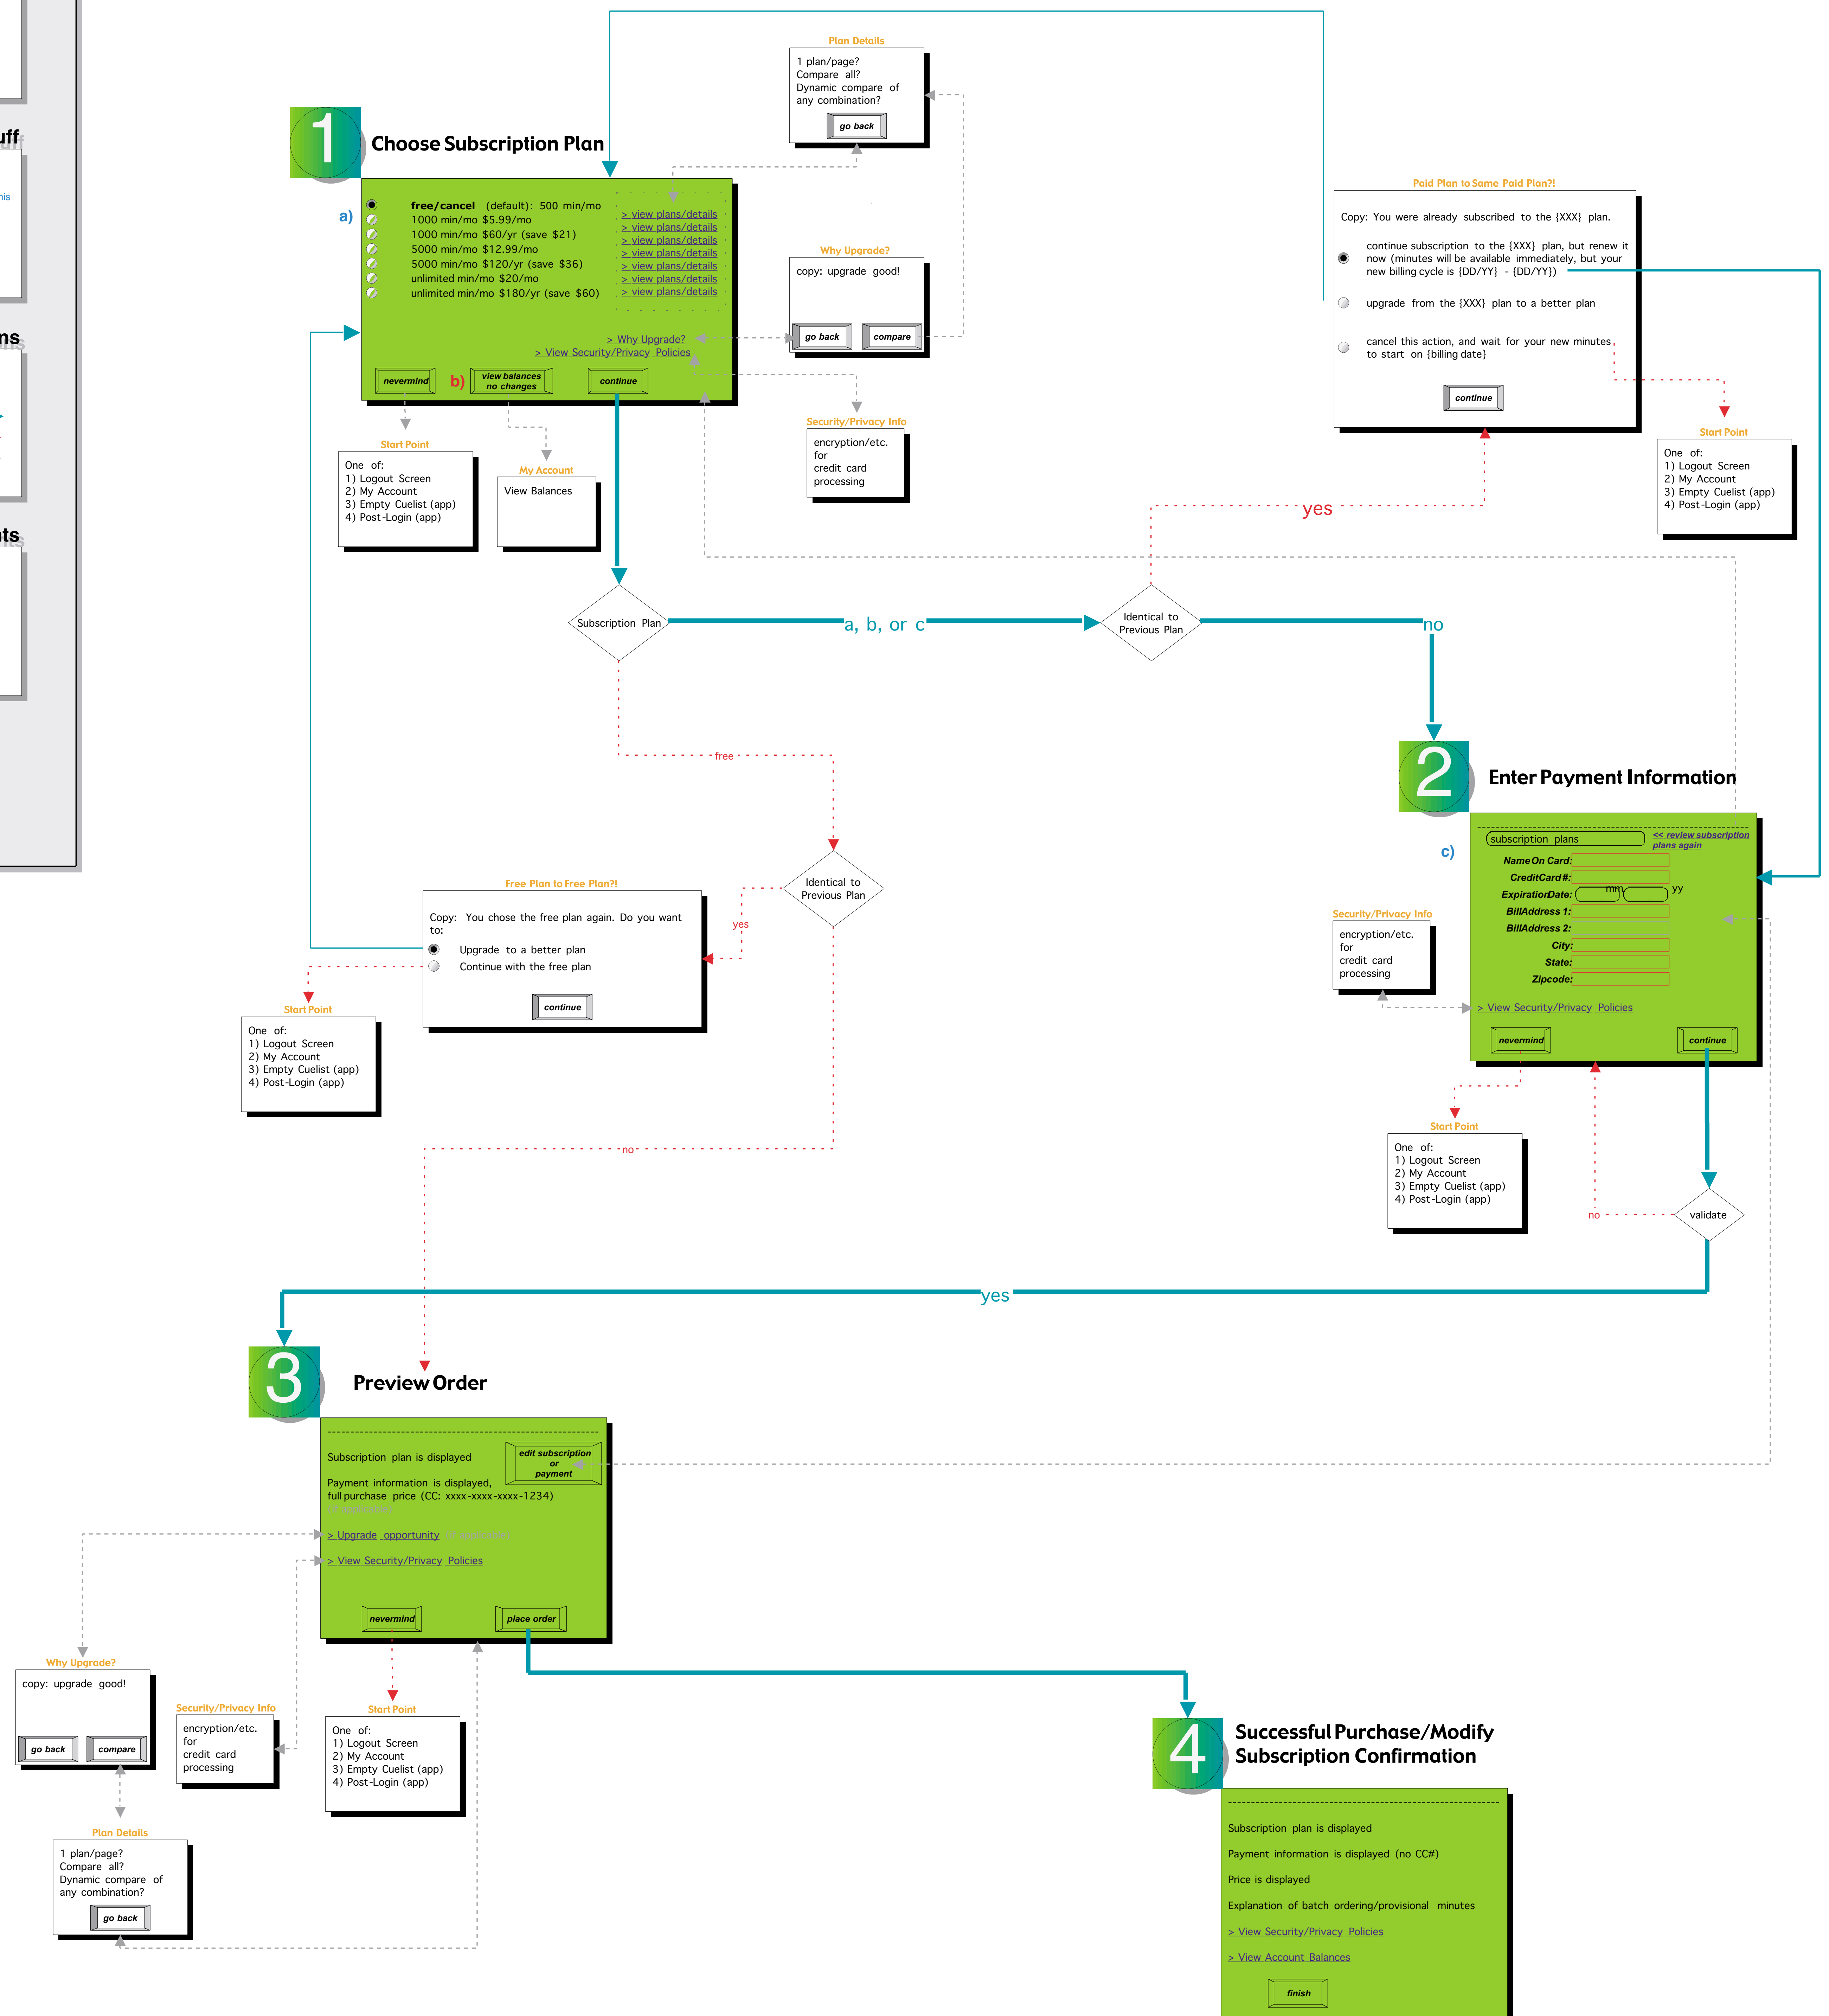 uff
his
ns
nts
1
Choose Subscription Plan
a)
free/cancel (default): 500 min/mo
1000 min/mo $5.99/mo
1000 min/mo $60/yr (save $21)
5000 min/mo $12.99/mo
5000 min/mo $120/yr (save $36)
unlimited min/mo $20/mo
unlimited min/mo $180/yr (save $60)
> view plans/details
> view plans/details
> view plans/details
> view plans/details
> view plans/details
> view plans/details
> view plans/details
> Why Upgrade?
> View Security/Privacy Policies
nevermind
b)
view balances
no changes
continue
Plan Details
1 plan/page?
Compare all?
Dynamic compare of
any combination?
go back
Why Upgrade?
copy: upgrade good!
go back
compare
Security/Privacy Info
encryption/etc.
for
credit card
processing
Start Point
One of:
1) Logout Screen
2) My Account
3) Empty Cuelist (app)
4) Post-Login (app)
My Account
View Balances
Paid Plan to Same Paid Plan?!
Copy: You were already subscribed to the {XXX} plan.
continue subscription to the {XXX} plan, but renew it
now (minutes will be available immediately, but your
new billing cycle is {DD/YY} - {DD/YY})
upgrade from the {XXX} plan to a better plan
cancel this action, and wait for your new minutes
to start on {billing date}
continue
Start Point
One of:
1) Logout Screen
2) My Account
3) Empty Cuelist (app)
4) Post-Login (app)
yes
Subscription Plan
a, b, or c
Identical to
Previous Plan
no
free
Identical to
Previous Plan
yes
Free Plan to Free Plan?!
Copy: You chose the free plan again. Do you want
to:
Upgrade to a better plan
Continue with the free plan
continue
Start Point
One of:
1) Logout Screen
2) My Account
3) Empty Cuelist (app)
4) Post-Login (app)
no
2
Enter Payment Information
c)
subscription plans
<< review subscription
plans again
Name On Card:
CreditCard#:
ExpirationDate:
mm
yy
BillAddress 1:
BillAddress 2:
City:
State:
Zipcode:
> View Security/Privacy Policies
nevermind
continue
Security/Privacy Info
encryption/etc.
for
credit card
processing
Start Point
One of:
1) Logout Screen
2) My Account
3) Empty Cuelist (app)
4) Post-Login (app)
no
validate
yes
3
Preview Order
Subscription plan is displayed
edit subscription
or
payment
Payment information is displayed,
full purchase price (CC: xxxx-xxxx-xxxx-1234)
> Upgrade opportunity
> View Security/Privacy Policies
nevermind
place order
Why Upgrade?
copy: upgrade good!
go back
compare
Security/Privacy Info
encryption/etc.
for
credit card
processing
Start Point
One of:
1) Logout Screen
2) My Account
3) Empty Cuelist (app)
4) Post-Login (app)
Plan Details
1 plan/page?
Compare all?
Dynamic compare of
any combination?
go back
4
Successful Purchase/Modify
Subscription Confirmation
Subscription plan is displayed
Payment information is displayed (no CC#)
Price is displayed
Explanation of batch ordering/provisional minutes
> View Security/Privacy Policies
> View Account Balances
finish